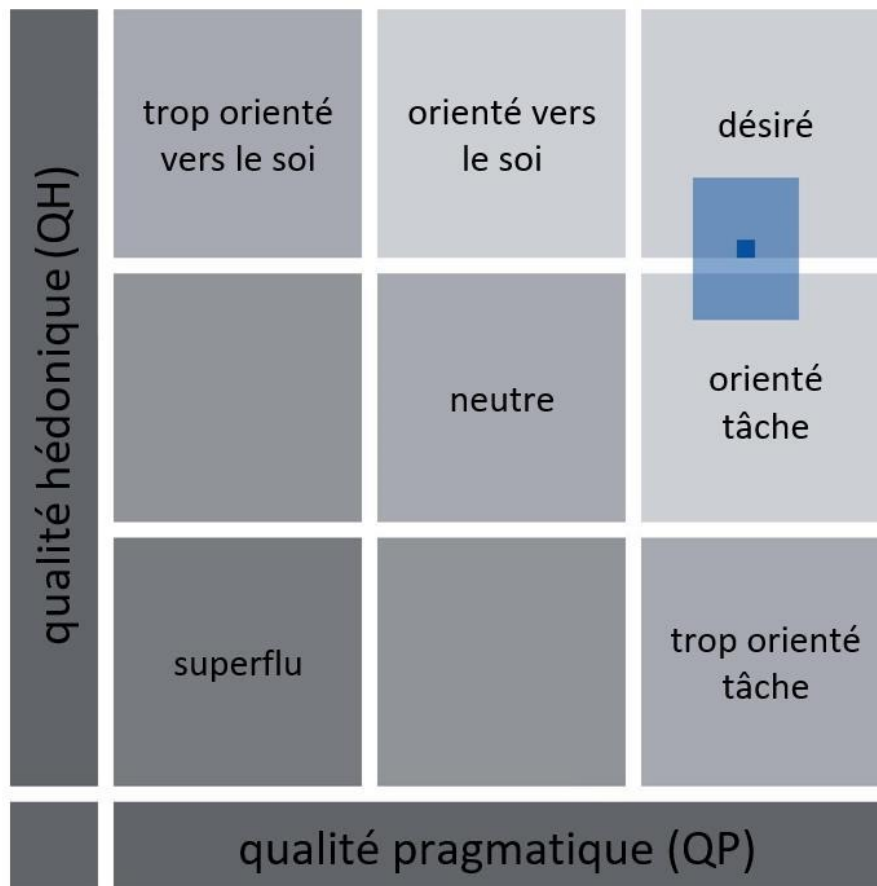 qualité hédonique (QH)
trop orienté
vers le soi
orienté vers
le soi
désiré
neutre
orienté
tâche
superflu
trop orienté
tâche
qualité pragmatique (QP)